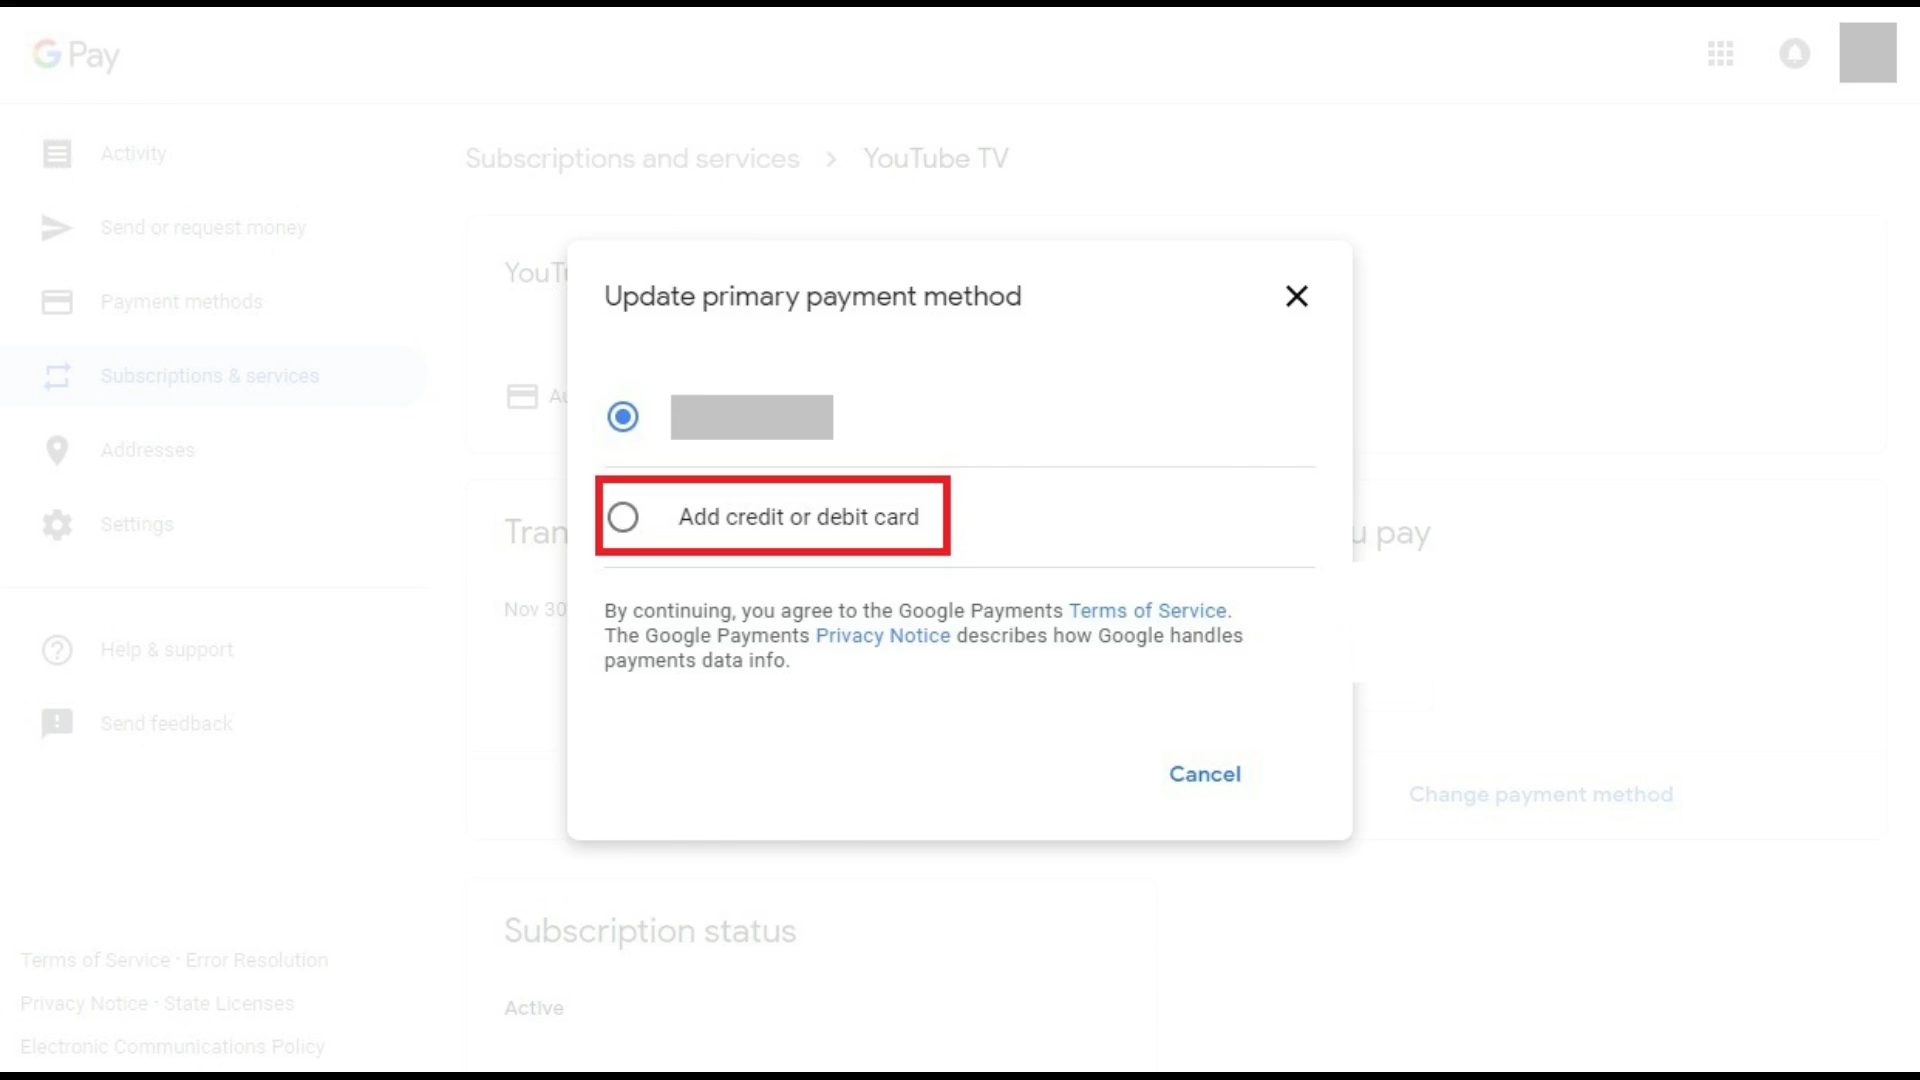 G Pay
Activity
Send or request money
Payment methods
Subscriptions & services
Addresses
Settings
Help & support
Send feedback
Terms of Service · Error Resolution
Privacy Notice · State Licenses
Electronic Communications Policy
Subscriptions and services > YouTube TV
Update primary payment method
Add credit or debit card
By continuing, you agree to the Google Payments Terms of Service.
The Google Payments Privacy Notice describes how Google handles
payments data info.
Cancel
Nov 30
pay
Change payment method
Subscription status
Active